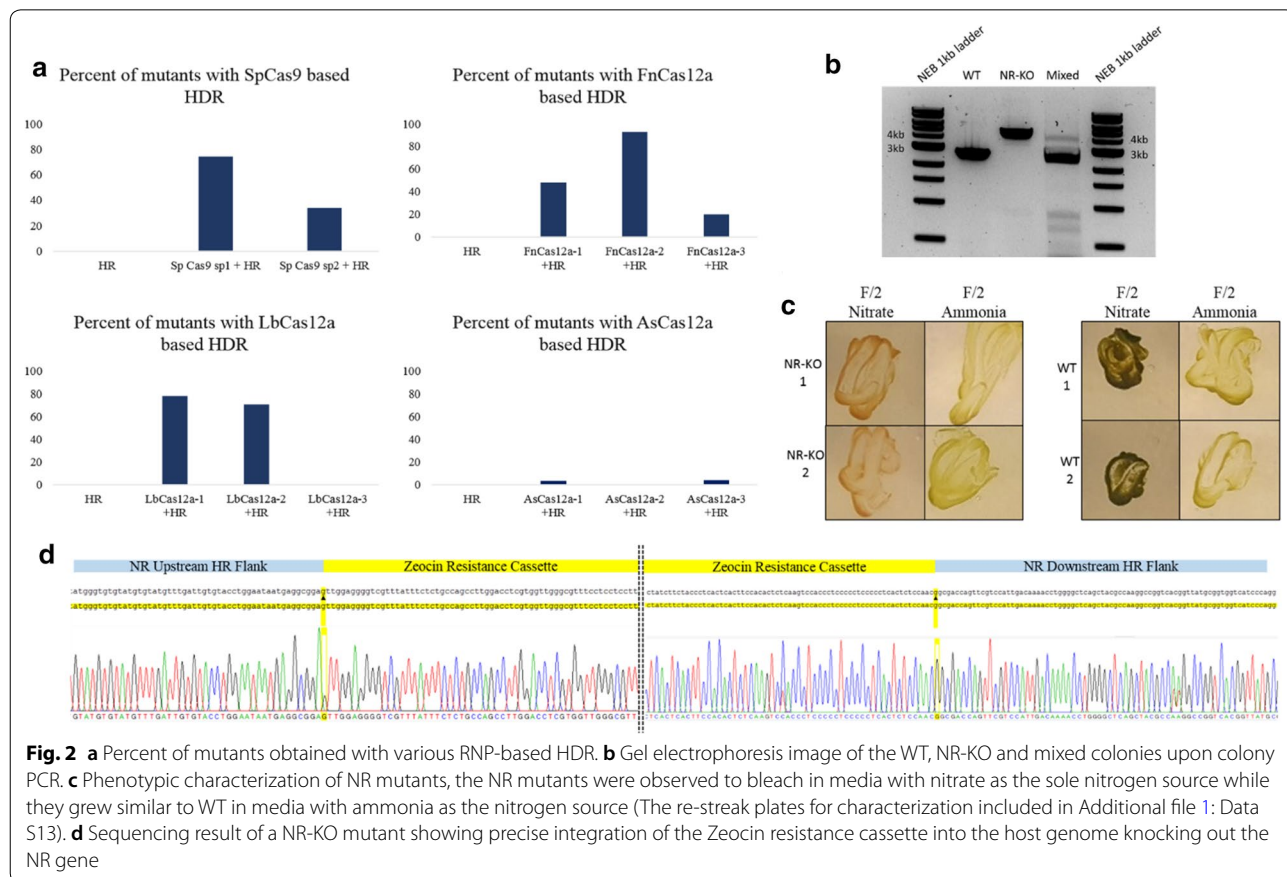 a
Percent of mutants with SpCas9 based
HDR
100
80
60
40
20
0
HR
Sp Cas9 sp1 + HR
Sp Cas9 sp2 + HR
Percent of mutants with FnCas12a
based HDR
100
80
60
40
20
0
HR
FnCas12a-1
+HR
FnCas12a-2
+HR
FnCas12a-3
+HR
Percent of mutants with LbCas12a
based HDR
100
80
60
40
20
0
HR
LbCas12a-1
+HR
LbCas12a-2
+HR
LbCas12a-3
+HR
Percent of mutants with AsCas12a
based HDR
100
80
60
40
20
0
HR
AsCas12a-1
+HR
AsCas12a-2
+HR
AsCas12a-3
+HR
b
NEB 1kb ladder
WT
NR-KO
Mixed
NEB 1kb ladder
4kb
3kb
4kb
3kb
c
F/2
Nitrate
F/2
Ammonia
NR-KO
1
NR-KO
2
F/2
Nitrate
F/2
Ammonia
WT
1
WT
2
d
NR Upstream HR Flank
Zeocin Resistance Cassette
Zeocin Resistance Cassette
NR Downstream HR Flank
GTATGTGTATGTTTGATTGTGTACCTGGAATAATGAGGCGGAGTTGGAGGGGTCGTTTATTTCTCTGCCAGCCTTGGACCTCGTGGTTGGGCGTT
Fig. 2 a Percent of mutants obtained with various RNP-based HDR. b Gel electrophoresis image of the WT, NR-KO and mixed colonies upon colony
PCR. c Phenotypic characterization of NR mutants, the NR mutants were observed to bleach in media with nitrate as the sole nitrogen source while
they grew similar to WT in media with ammonia as the nitrogen source (The re-streak plates for characterization included in Additional file 1: Data
S13). d Sequencing result of a NR-KO mutant showing precise integration of the Zeocin resistance cassette into the host genome knocking out the
NR gene